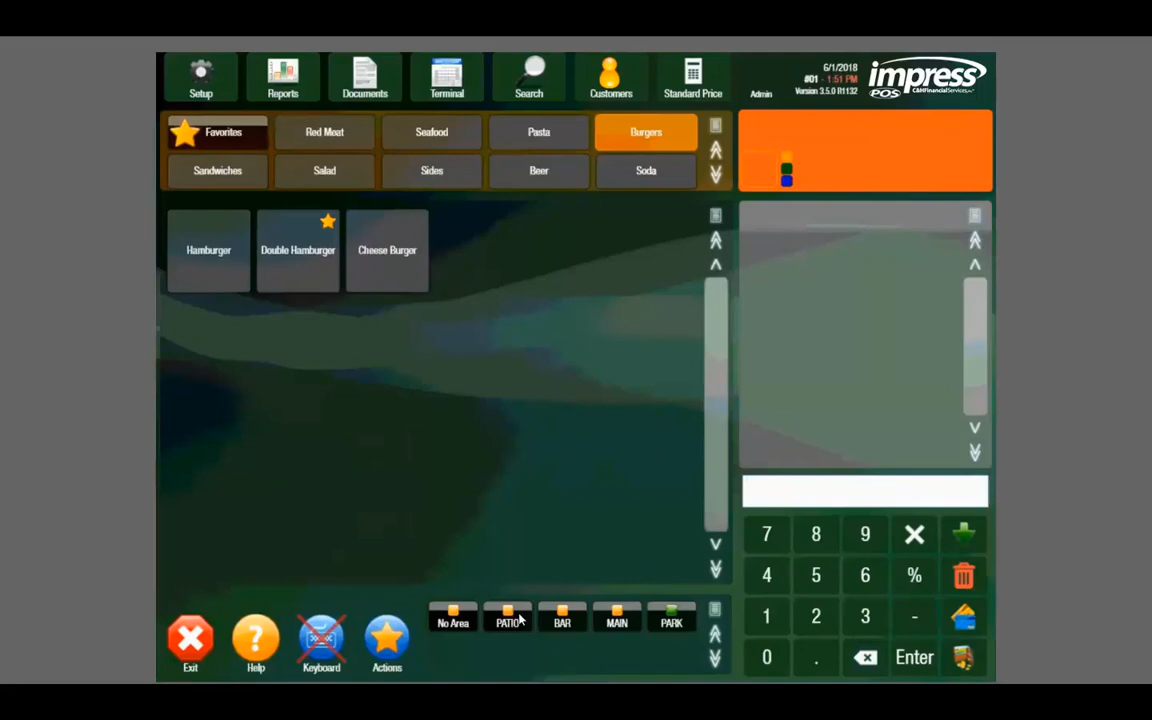 Setup
Reports
Documents
Terminal
Search
Customers
Standard Price
Admin
6/1/2018
#01 - 1:51 PM
Version 3.5.0 R1132
impress
POS
C&HFinancialServices, Inc.
Favorites
Red Meat
Seafood
Pasta
Burgers
Sandwiches
Salad
Sides
Beer
Soda
Hamburger
Double Hamburger
Cheese Burger
7 8 9
4 5 6 %
1 2 3 -
0 . Enter
No Area
PATIO
BAR
MAIN
PARK
Exit
Help
Keyboard
Actions